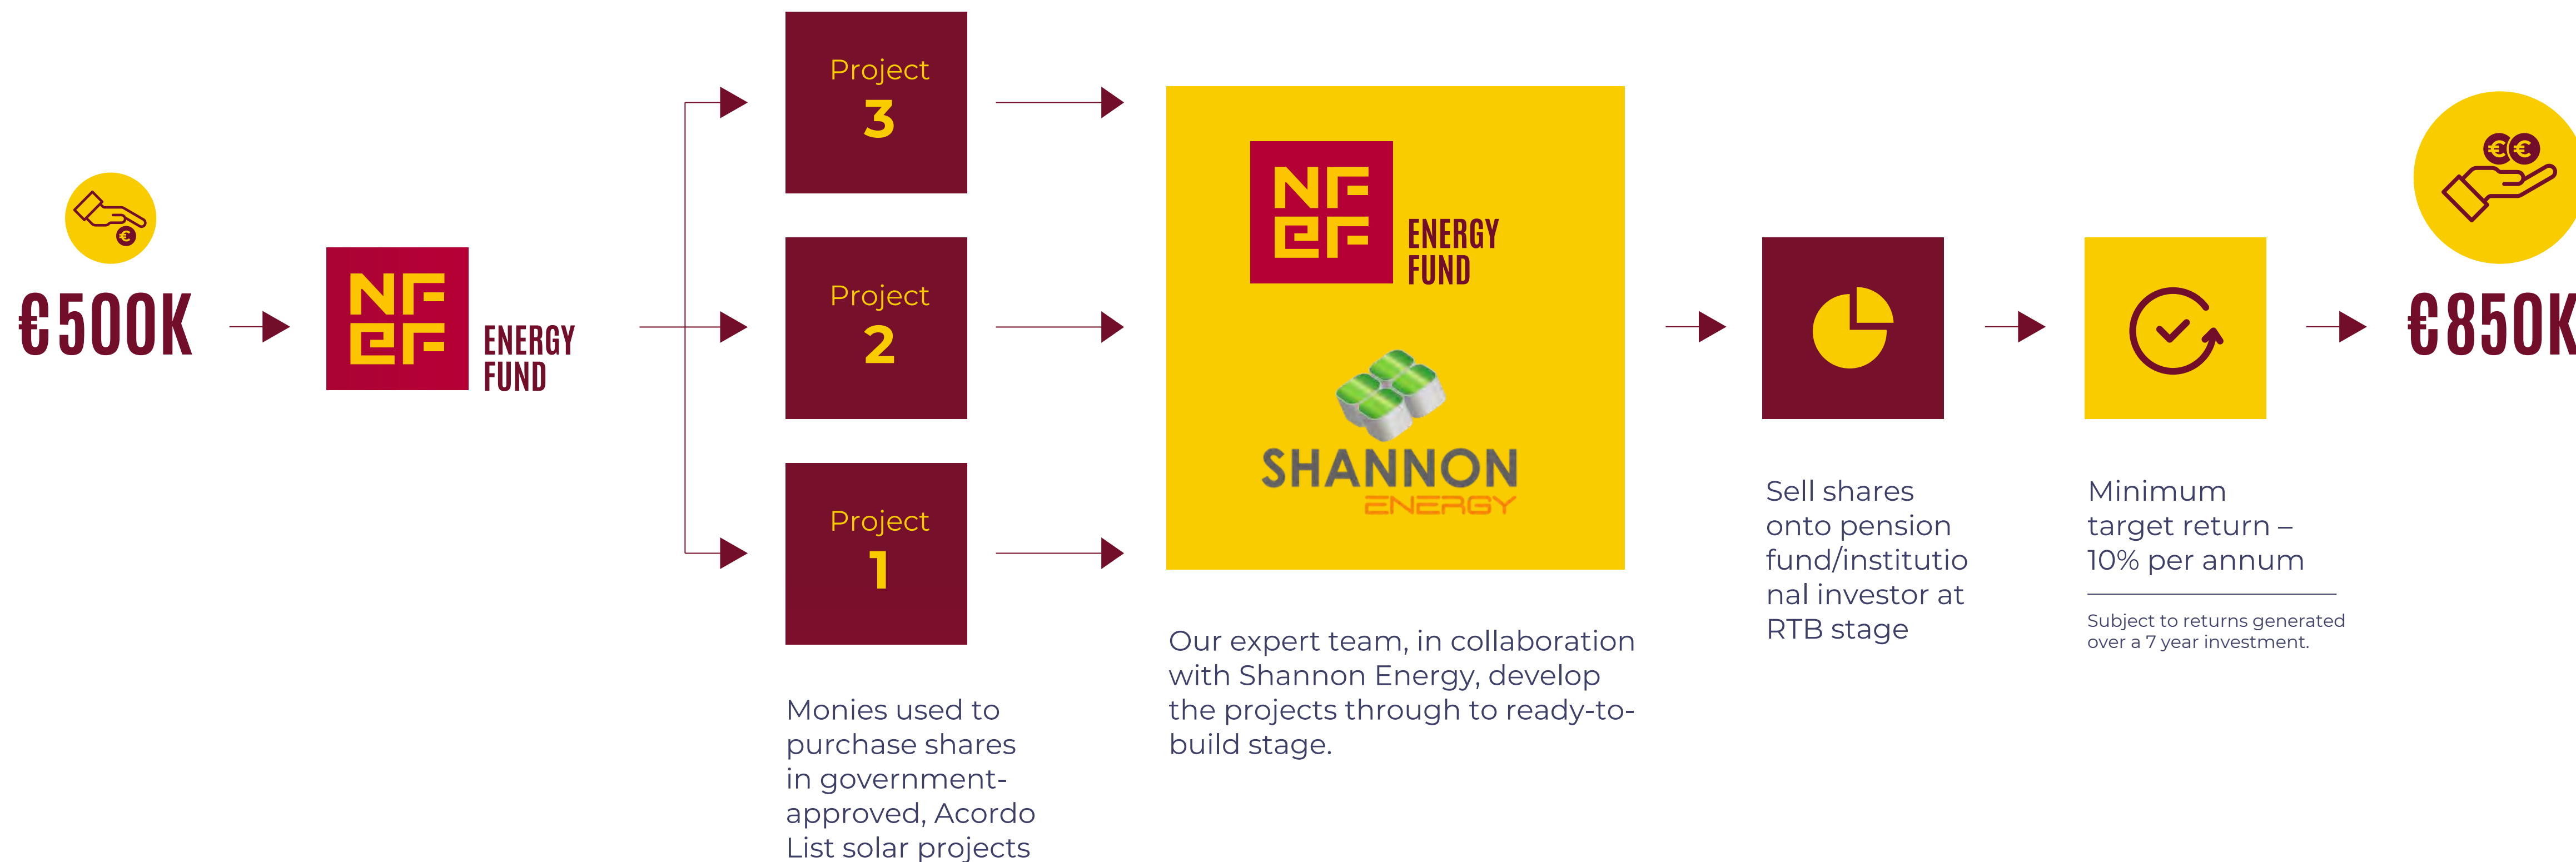 €500K
NF
EF
ENERGY
FUND
Project
3
Project
2
Project
1
Monies used to
purchase shares
in government-
approved, Acordo
List solar projects
NF
EF
ENERGY
FUND
SHANNON
ENERGY
Our expert team, in collaboration
with Shannon Energy, develop
the projects through to ready-to-
build stage.
Sell shares
onto pension
fund/institutio
nal investor at
RTB stage
Minimum
target return –
10% per annum
Subject to returns generated
over a 7 year investment.
€€
€850K